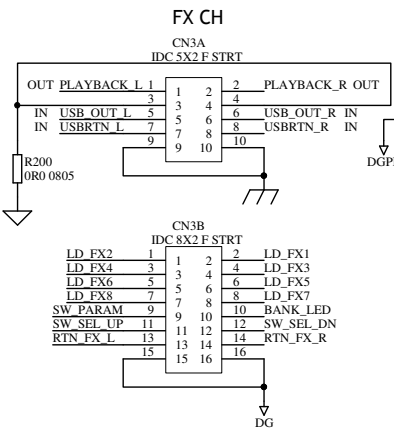 FX CH
CN3A
IDC 5X2 F STRT
OUT PLAYBACK_L 1 1 2 2 PLAYBACK_R OUT
3 3 4 4
IN USB_OUT_L 5 5 6 6 USB_OUT_R IN
IN USBRTN_L 7 7 8 8 USBRTN_R IN
9 9 10 10
R200
0R0 0805
CN3B
IDC 8X2 F STRT
LD_FX2 1 1 2 2 LD_FX1
LD_FX4 3 3 4 4 LD_FX3
LD_FX6 5 5 6 6 LD_FX5
LD_FX8 7 7 8 8 LD_FX7
SW_PARAM 9 9 10 10 BANK_LED
SW_SEL_UP 11 11 12 12 SW_SEL_DN
RTN_FX_L 13 13 14 14 RTN_FX_R
15 15 16 16
DG